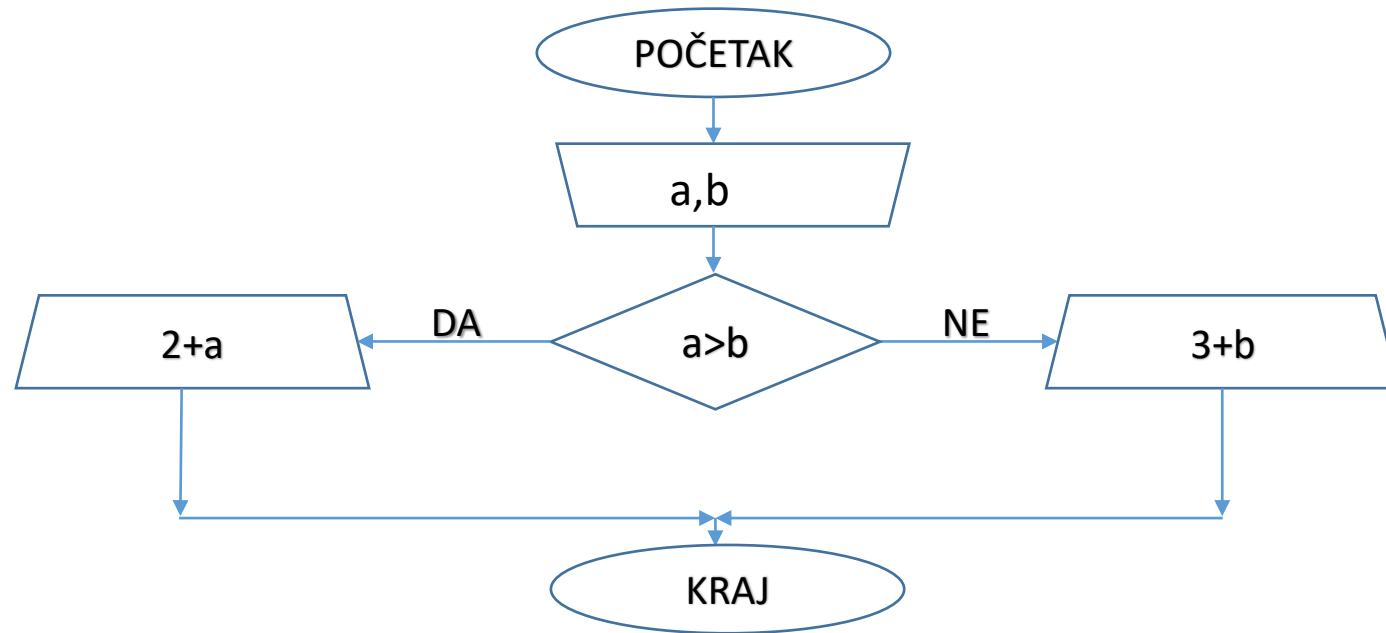 POČETAK
a,b
DA
NE
2+a
a>b
3+b
KRAJ